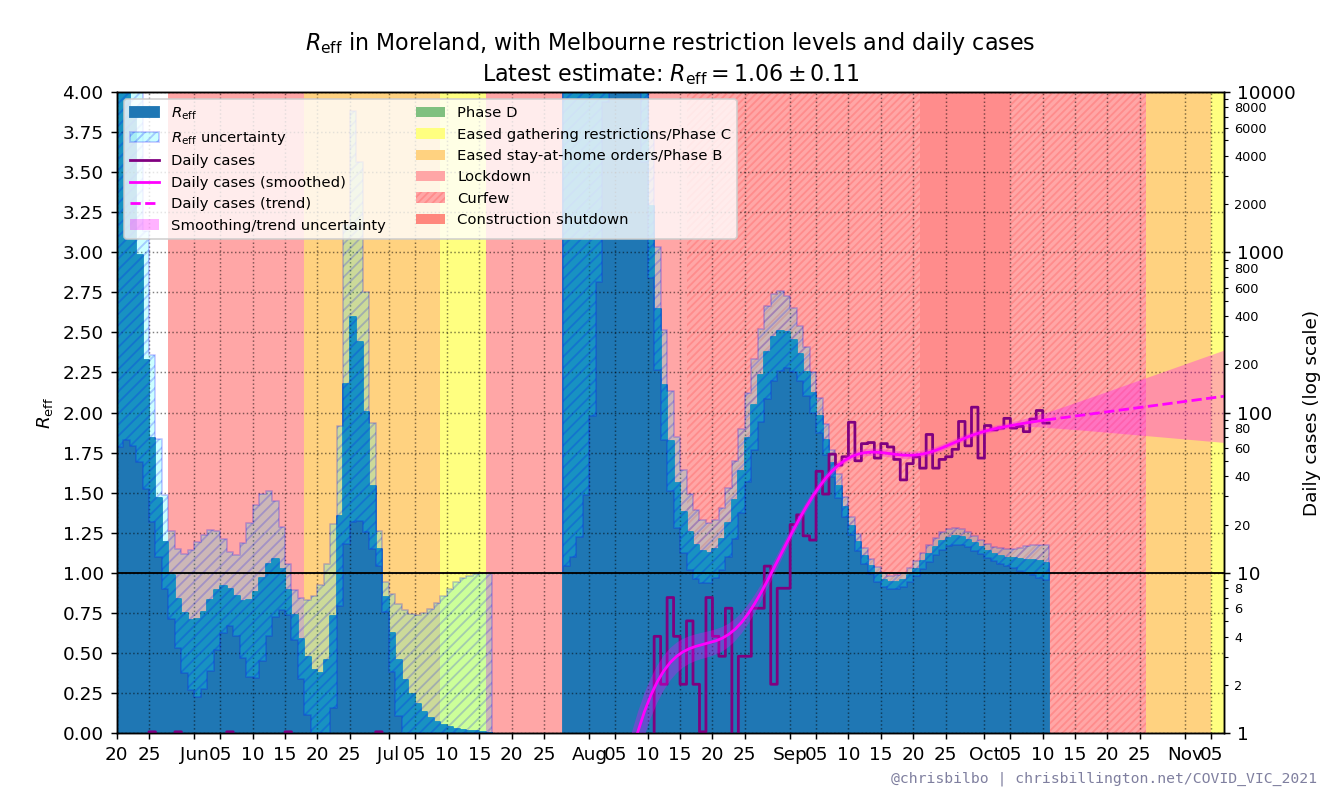 Reff in Moreland, with Melbourne restriction levels and daily cases
Latest estimate: Reff = 1.06 ± 0.11
Reff
Reff uncertainty
Daily cases
Daily cases (smoothed)
Daily cases (trend)
Smoothing/trend uncertainty
Phase D
Eased gathering restrictions/Phase C
Eased stay-at-home orders/Phase B
Lockdown
Curfew
Construction shutdown
Reff
4.00
3.75
3.50
3.25
3.00
2.75
2.50
2.25
2.00
1.75
1.50
1.25
1.00
0.75
0.50
0.25
0.00
10000
8000
6000
4000
2000
1000
800
600
400
200
100
80
60
40
20
10
8
6
4
2
1
Daily cases (log scale)
20 25 Jun 05 10 15 20 25 Jul 05 10 15 20 25 Aug 05 10 15 20 25 Sep 05 10 15 20 25 Oct 05 10 15 20 25 Nov 05
@chrisbilbo | chrisbillington.net/COVID_VIC_2021